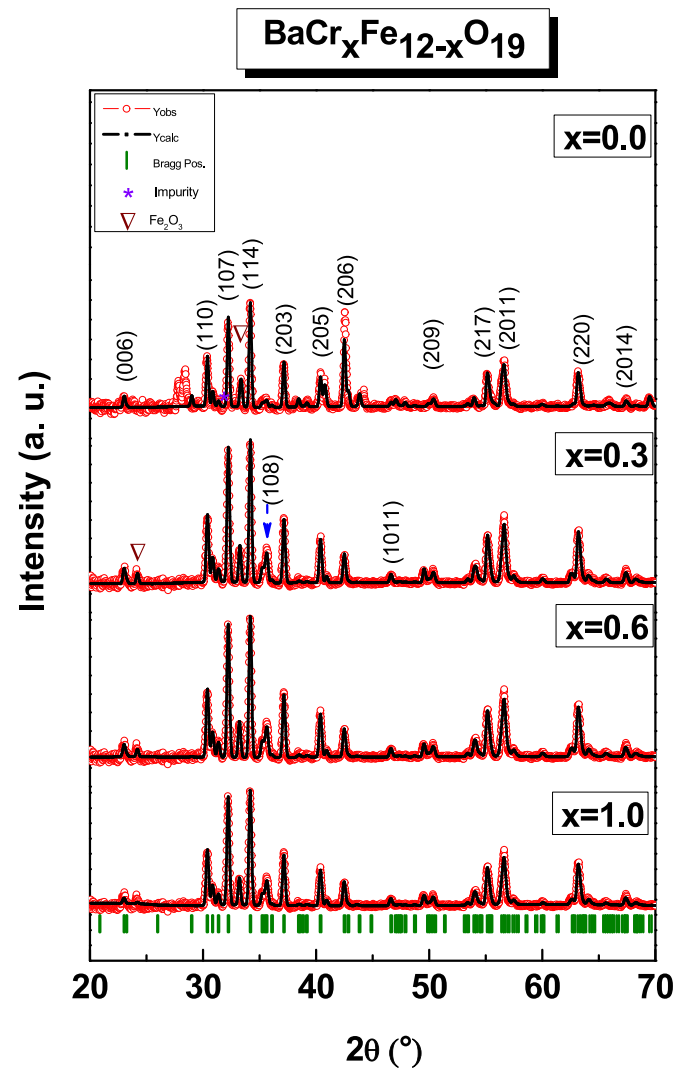 BaCrxFe12-xO19
Yobs
Ycalc
Bragg Pos.
* Impurity
Fe2O3
x=0.0
(006)
(110)
(107)
(114)
(203)
(205)
(206)
(209)
(217)
(2011)
(220)
(2014)
x=0.3
(108)
(1011)
x=0.6
x=1.0
Intensity (a. u.)
20 30 40 50 60 70
2θ (°)